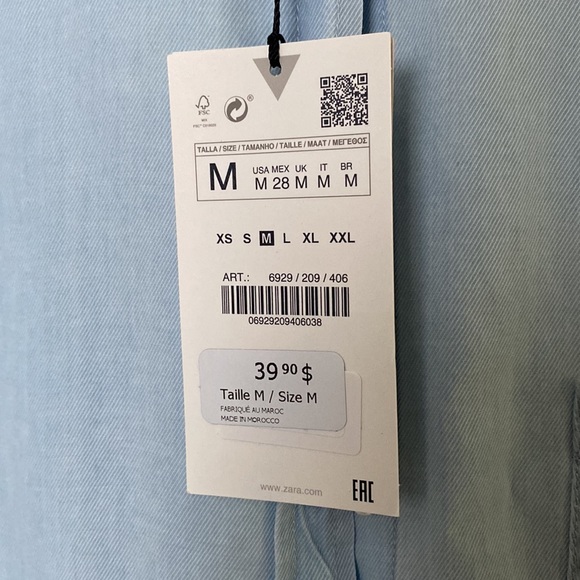 FSC
MIX
®
TALLA / SIZE / TAMANHO / TAILLE / MAAT / ΜΕΓΕΘΟΣ
M
USA MEX UK IT BR
M 28 M M M
XS S M L XL XXL
ART.: 6929 / 209 / 406
06929209406038
39 90 $
Taille M / Size M
FABRIQUÉ AU MAROC
MADE IN MOROCCO
www.zara.com
EAC